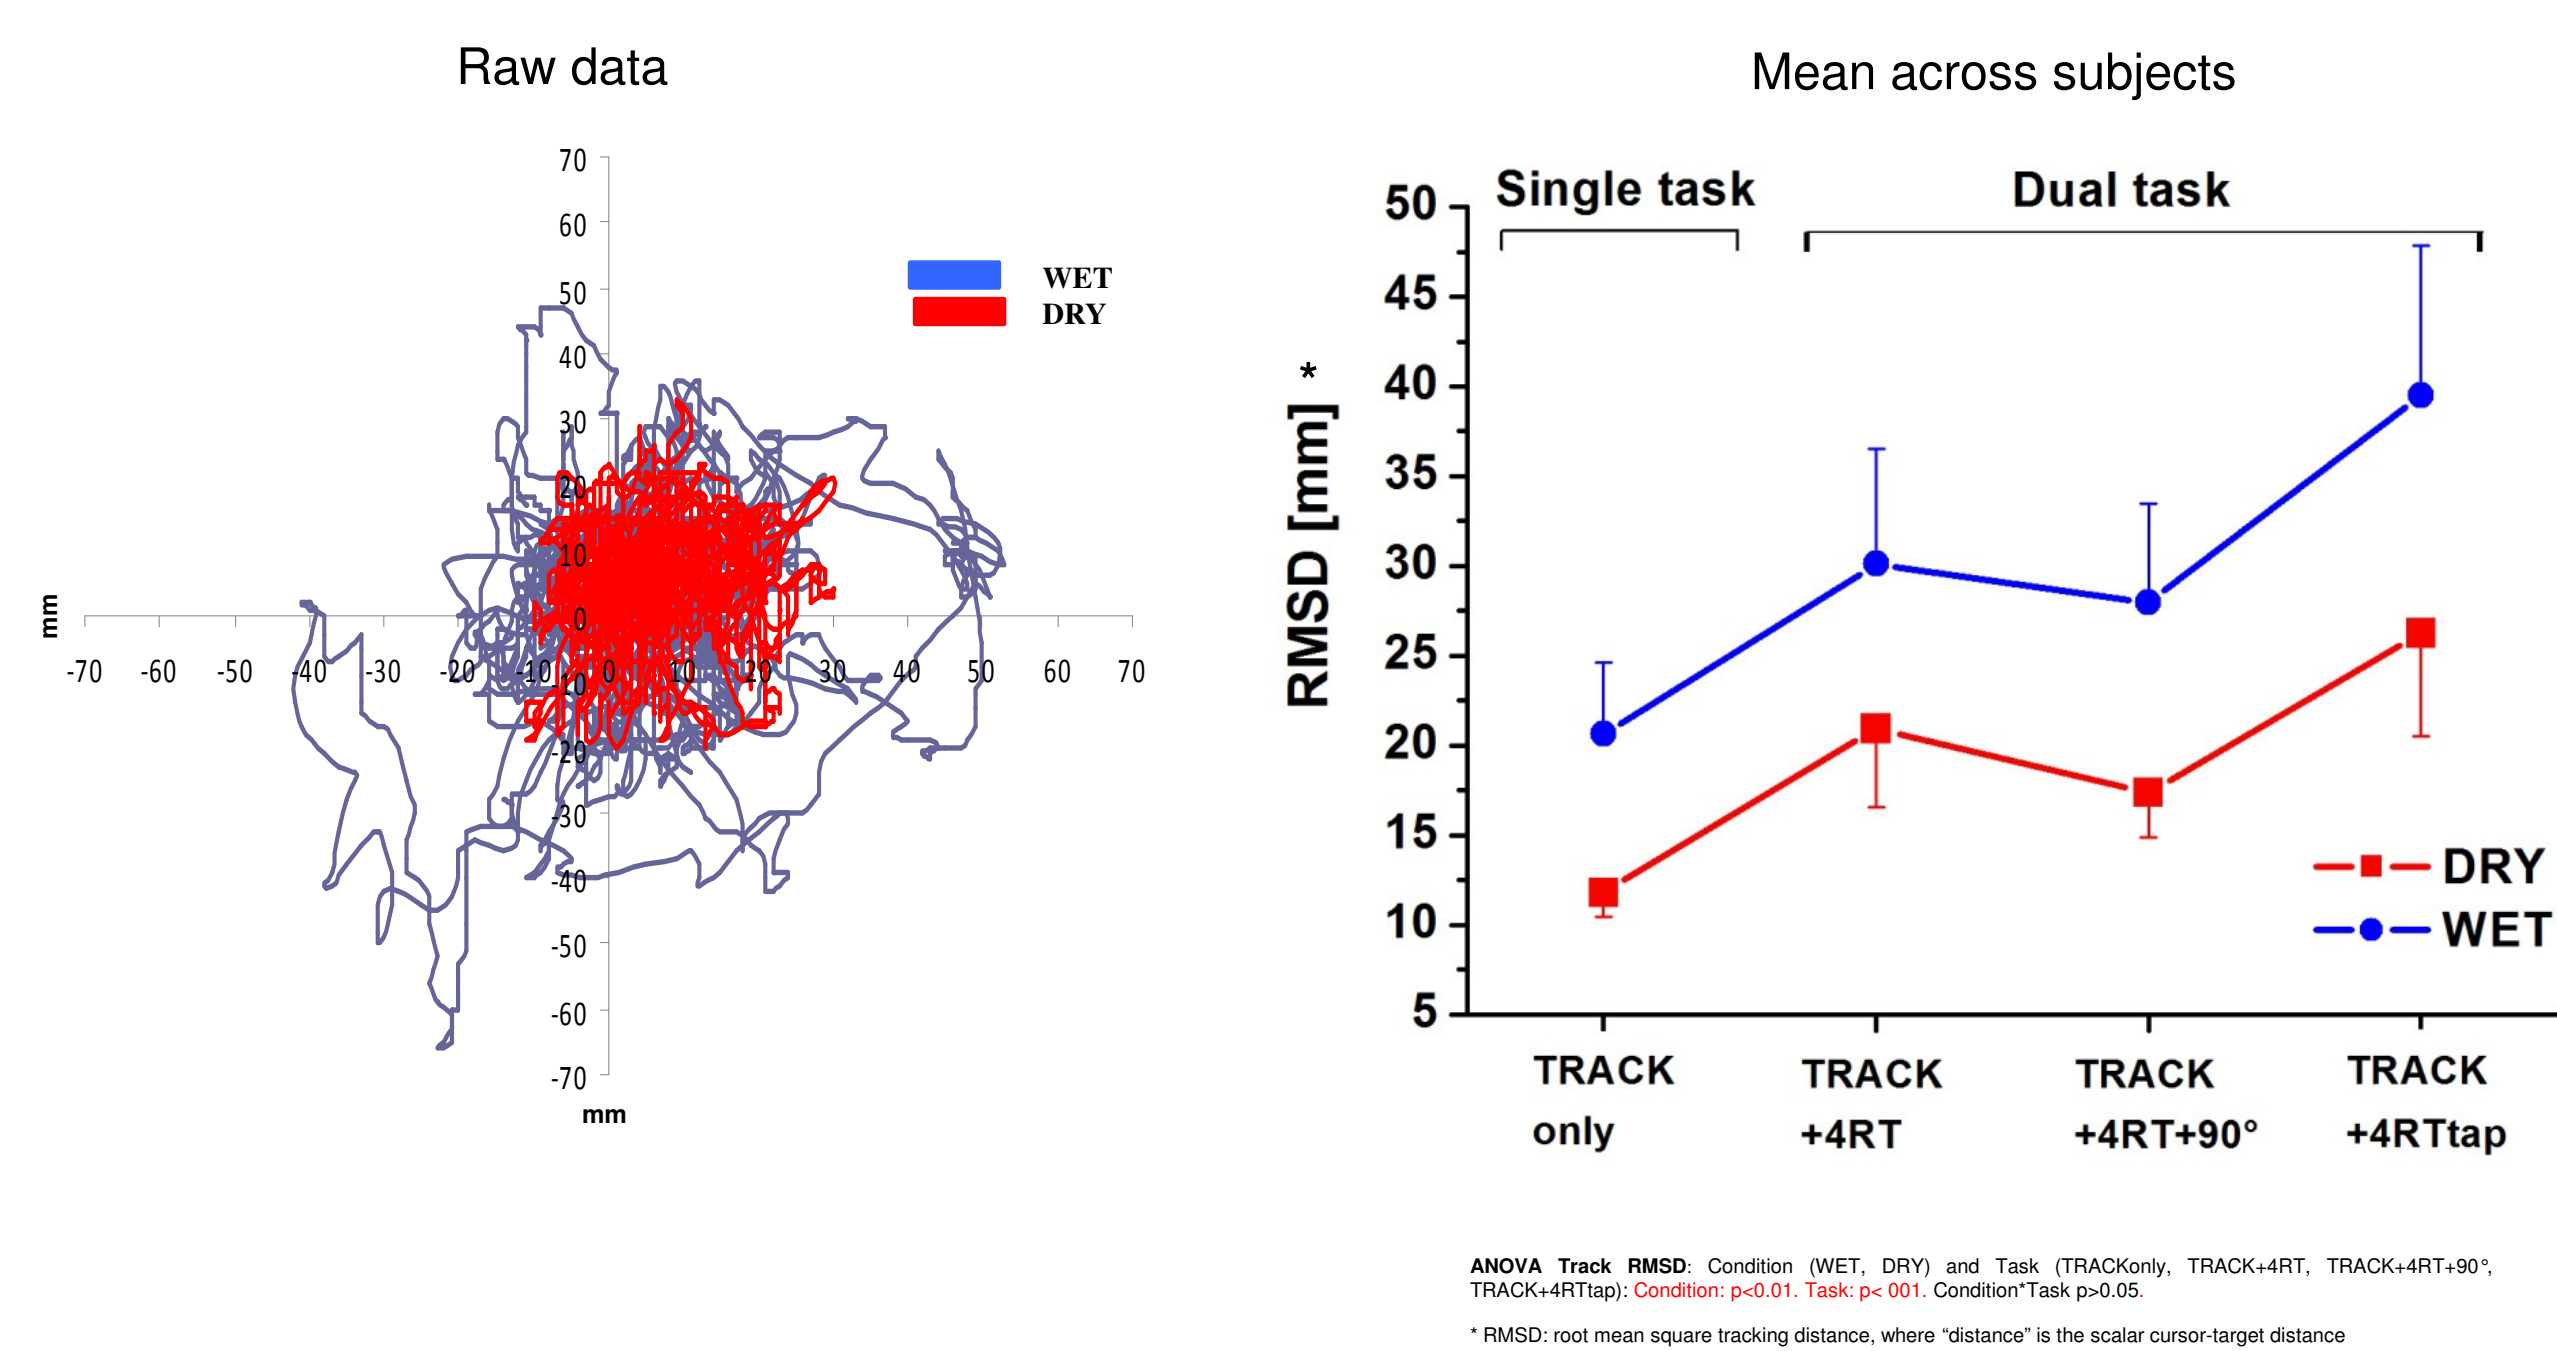 Raw data
70
60
50
40
30
20
10
0
-10
-20
-30
-40
-50
-60
-70
mm
-70 -60 -50 -40 -30 -20 -10 0 10 20 30 40 50 60 70
mm
WET
DRY
Mean across subjects
Single task Dual task
RMSD [mm] *
50
45
40
35
30
25
20
15
10
5
DRY
WET
TRACK TRACK TRACK TRACK
only +4RT +4RT+90° +4RTtap
ANOVA Track RMSD: Condition (WET, DRY) and Task (TRACKonly, TRACK+4RT, TRACK+4RT+90°,
TRACK+4RTtap): Condition: p<0.01. Task: p< 001. Condition*Task p>0.05.
* RMSD: root mean square tracking distance, where “distance” is the scalar cursor-target distance